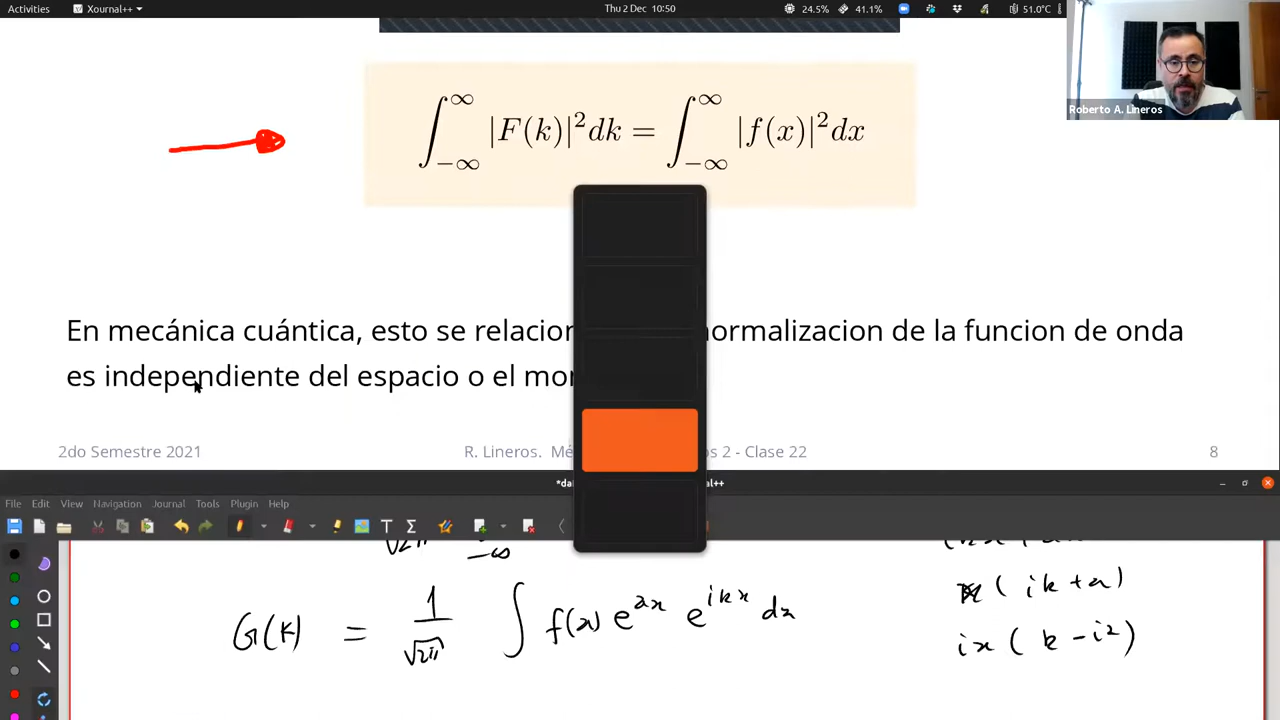 Activities Xournal++ Thu 2 Dec 10:50 24.5% 41.1% 51.0°C
Roberto A. Lineros
∫_{-∞}^{∞} |F(k)|² dk = ∫_{-∞}^{∞} |f(x)|² dx
En mecánica cuántica, esto se relacion normalizacion de la funcion de onda
es independiente del espacio o el mo
2do Semestre 2021 R. Lineros. Mé os 2 - Clase 22 8
File Edit View Navigation Journal Tools Plugin Help
G(k) = 1/√2π ∫ f(x) e^{ax} e^{ikx} dx
(ik + a)
ix (k - ia)